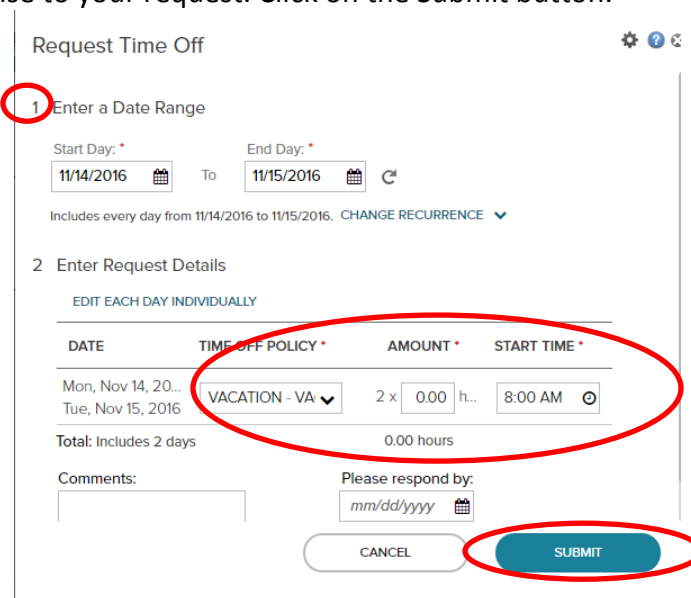 to your request. Click on the Submit button.
Request Time Off
1 Enter a Date Range
Start Day: * End Day: *
11/14/2016 To 11/15/2016
Includes every day from 11/14/2016 to 11/15/2016. CHANGE RECURRENCE
2 Enter Request Details
EDIT EACH DAY INDIVIDUALLY
DATE TIME OFF POLICY * AMOUNT * START TIME *
Mon, Nov 14, 20...
Tue, Nov 15, 2016
VACATION - VA 2 x 0.00 h... 8:00 AM
Total: Includes 2 days 0.00 hours
Comments: Please respond by:
mm/dd/yyyy
CANCEL SUBMIT